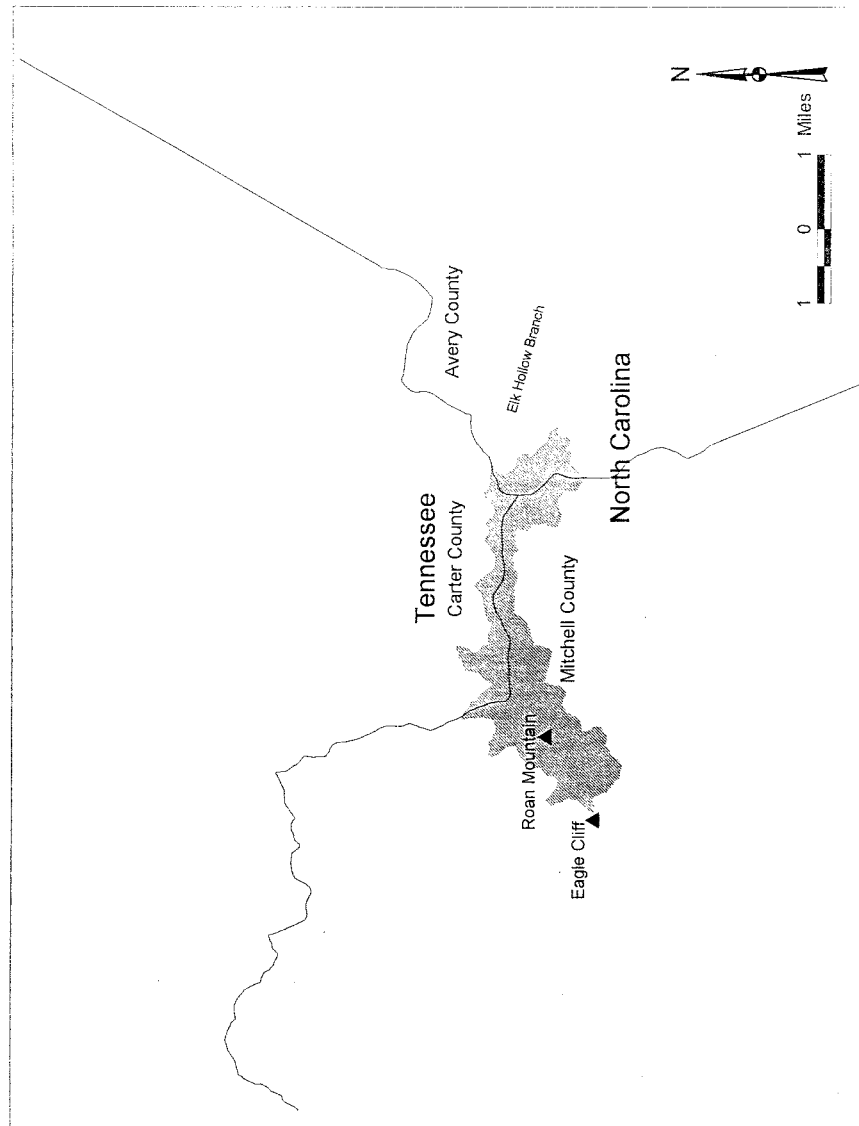 Tennessee
Carter County
Avery County
Elk Hollow Branch
Roan Mountain
Eagle Cliff
Mitchell County
North Carolina
N
1 0 1 Miles